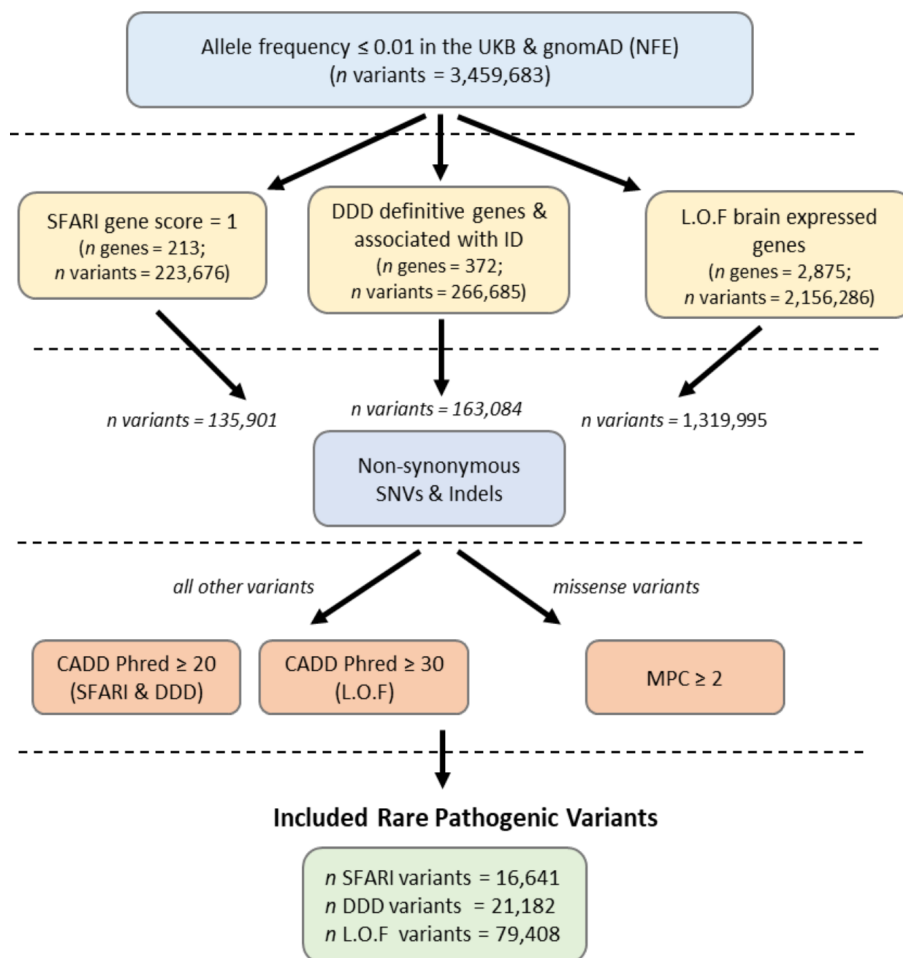 Allele frequency ≤ 0.01 in the UKB & gnomAD (NFE)
(n variants = 3,459,683)
SFARI gene score = 1
(n genes = 213;
n variants = 223,676)
DDD definitive genes &
associated with ID
(n genes = 372;
n variants = 266,685)
L.O.F brain expressed
genes
(n genes = 2,875;
n variants = 2,156,286)
n variants = 135,901
n variants = 163,084
n variants = 1,319,995
Non-synonymous
SNVs & Indels
all other variants
missense variants
CADD Phred ≥ 20
(SFARI & DDD)
CADD Phred ≥ 30
(L.O.F)
MPC ≥ 2
Included Rare Pathogenic Variants
n SFARI variants = 16,641
n DDD variants = 21,182
n L.O.F variants = 79,408